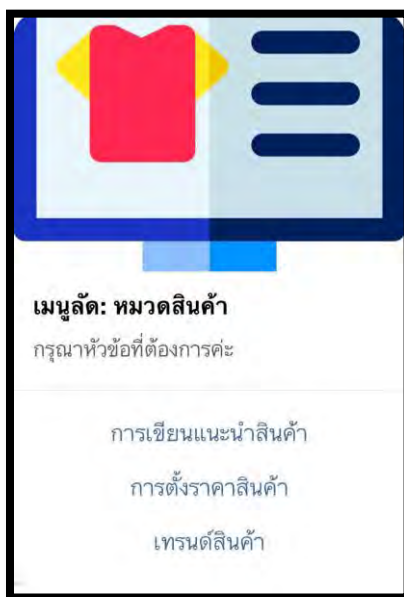 เมนูลัด: หมวดสินค้า
กรุณาหัวข้อที่ต้องการค่ะ
การเขียนแนะนำสินค้า
การตั้งราคาสินค้า
เทรนด์สินค้า